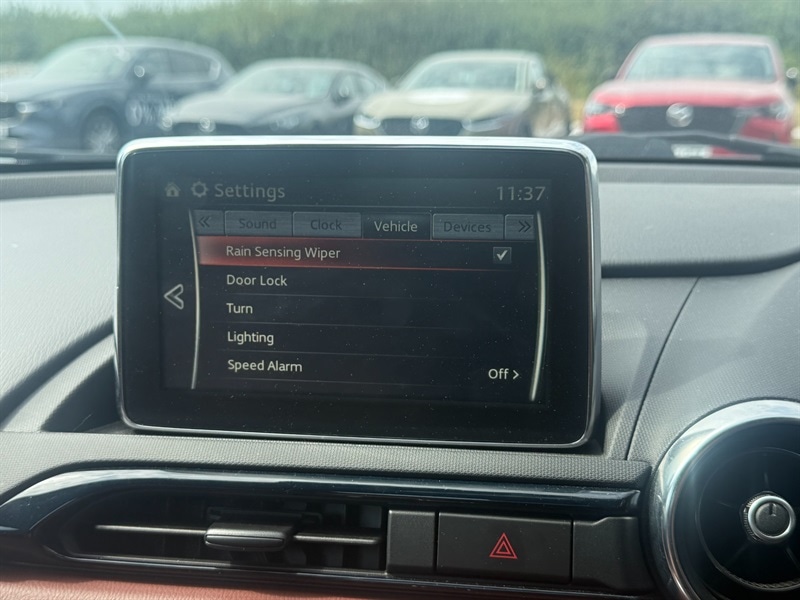 Settings 11:37
Sound Clock Vehicle Devices
Rain Sensing Wiper
Door Lock
Turn
Lighting
Speed Alarm Off